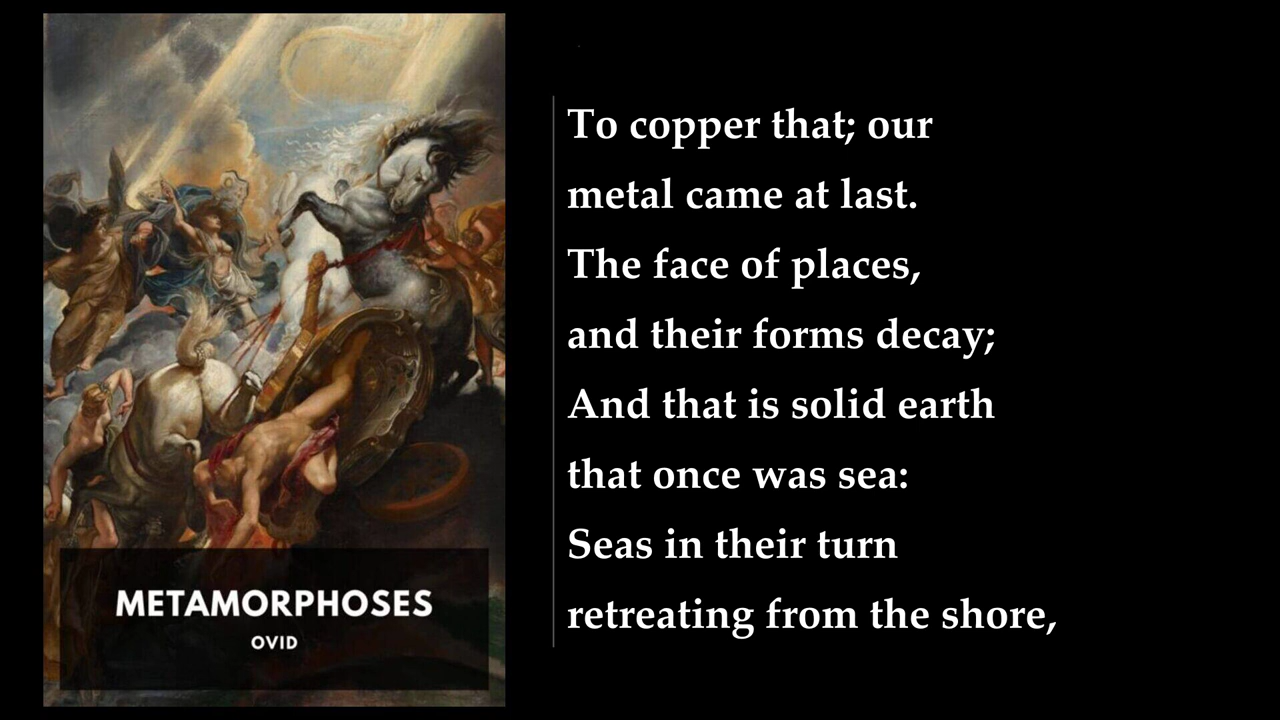 METAMORPHOSES
OVID
To copper that; our
metal came at last.
The face of places,
and their forms decay;
And that is solid earth
that once was sea:
Seas in their turn
retreating from the shore,